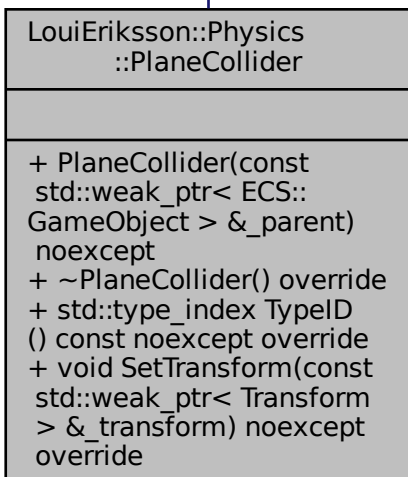 LouiEriksson::Physics
::PlaneCollider
+ PlaneCollider(const
std::weak_ptr< ECS::
GameObject > &_parent)
noexcept
+ ~PlaneCollider() override
+ std::type_index TypeID
() const noexcept override
+ void SetTransform(const
std::weak_ptr< Transform
> &_transform) noexcept
override